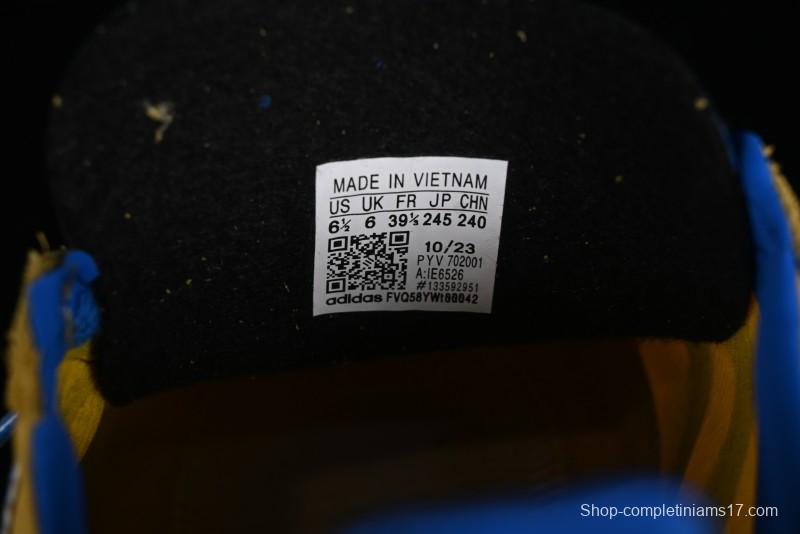 MADE IN VIETNAM
US UK FR JP CHN
6½ 6 39⅓ 245 240
10/23
PYV 702001
A:IE6526
#133592951
adidas FVQ58YWt00042
Shop-completiniams17.com